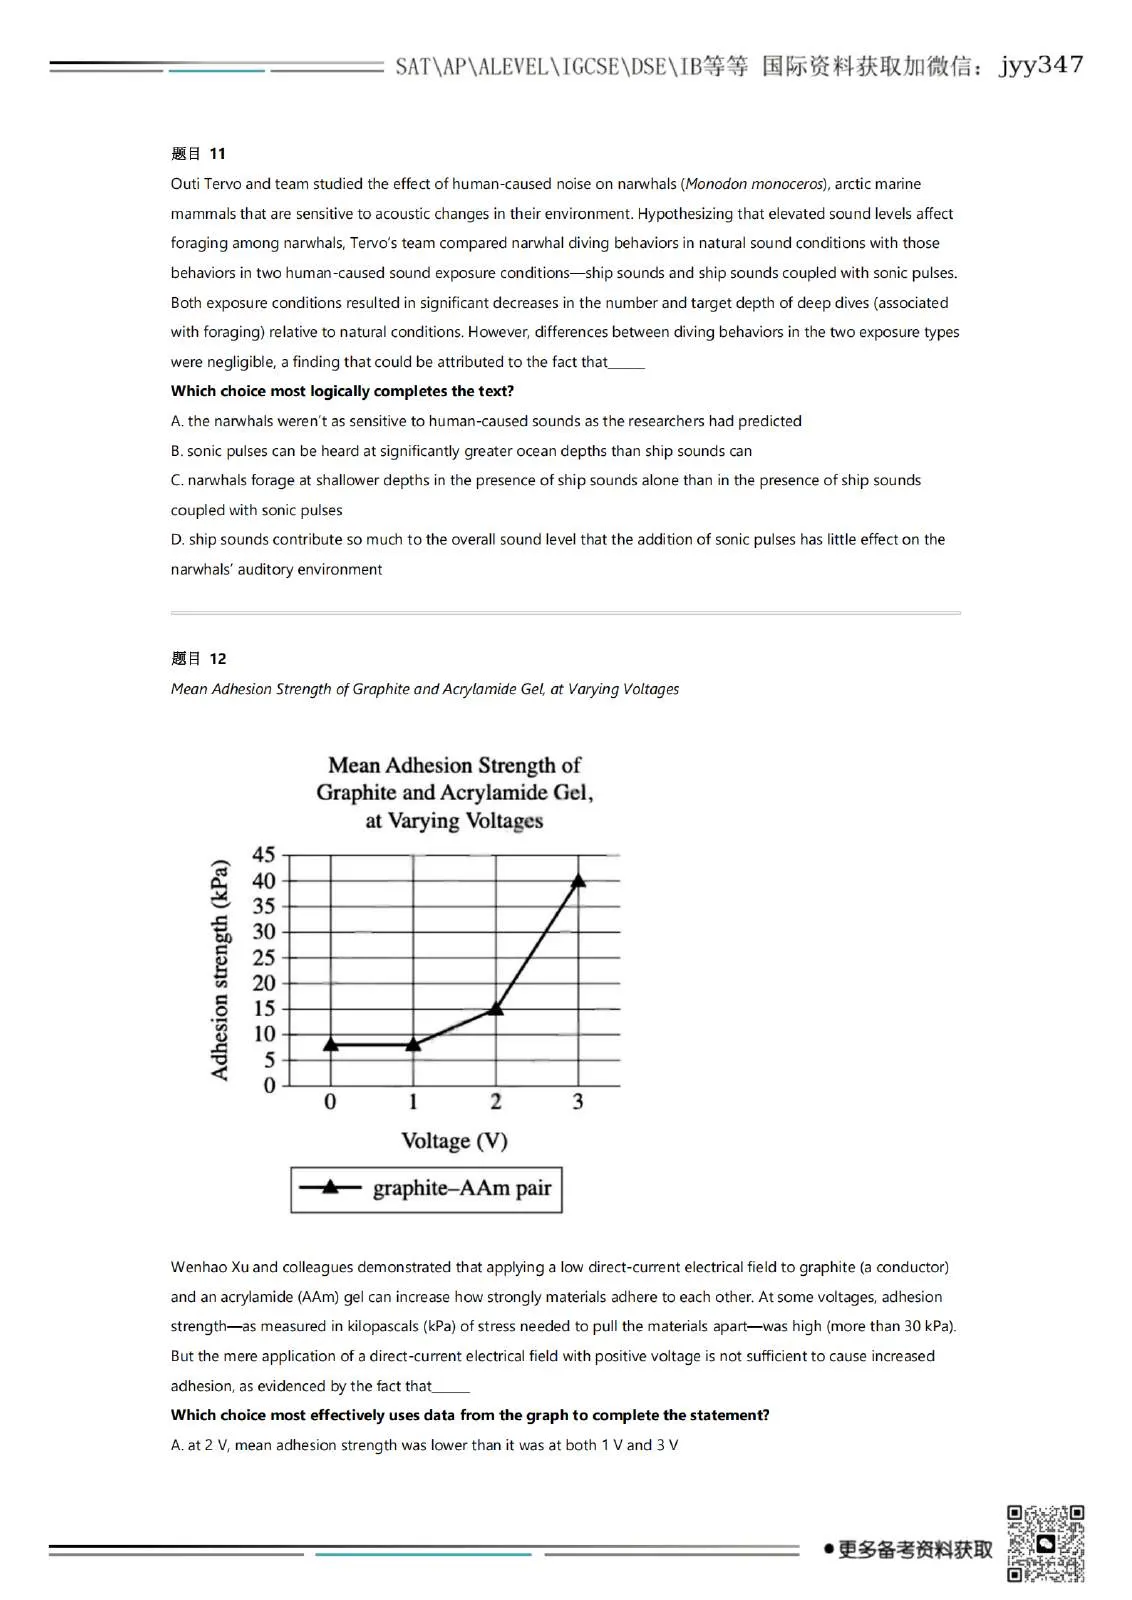 SAT\AP\ALEVEL\IGCSE\DSE\IB等等 国际资料获取加微信：jyy347
题目 11
Outi Tervo and team studied the effect of human-caused noise on narwhals (Monodon monoceros), arctic marine
mammals that are sensitive to acoustic changes in their environment. Hypothesizing that elevated sound levels affect
foraging among narwhals, Tervo's team compared narwhal diving behaviors in natural sound conditions with those
behaviors in two human-caused sound exposure conditions—ship sounds and ship sounds coupled with sonic pulses.
Both exposure conditions resulted in significant decreases in the number and target depth of deep dives (associated
with foraging) relative to natural conditions. However, differences between diving behaviors in the two exposure types
were negligible, a finding that could be attributed to the fact that_____
Which choice most logically completes the text?
A. the narwhals weren't as sensitive to human-caused sounds as the researchers had predicted
B. sonic pulses can be heard at significantly greater ocean depths than ship sounds can
C. narwhals forage at shallower depths in the presence of ship sounds alone than in the presence of ship sounds
coupled with sonic pulses
D. ship sounds contribute so much to the overall sound level that the addition of sonic pulses has little effect on the
narwhals' auditory environment
题目 12
Mean Adhesion Strength of Graphite and Acrylamide Gel, at Varying Voltages
Mean Adhesion Strength of
Graphite and Acrylamide Gel,
at Varying Voltages
Adhesion strength (kPa)
45
40
35
30
25
20
15
10
5
0
0 1 2 3
Voltage (V)
graphite–AAm pair
Wenhao Xu and colleagues demonstrated that applying a low direct-current electrical field to graphite (a conductor)
and an acrylamide (AAm) gel can increase how strongly materials adhere to each other. At some voltages, adhesion
strength—as measured in kilopascals (kPa) of stress needed to pull the materials apart—was high (more than 30 kPa).
But the mere application of a direct-current electrical field with positive voltage is not sufficient to cause increased
adhesion, as evidenced by the fact that_____
Which choice most effectively uses data from the graph to complete the statement?
A. at 2 V, mean adhesion strength was lower than it was at both 1 V and 3 V
●更多备考资料获取